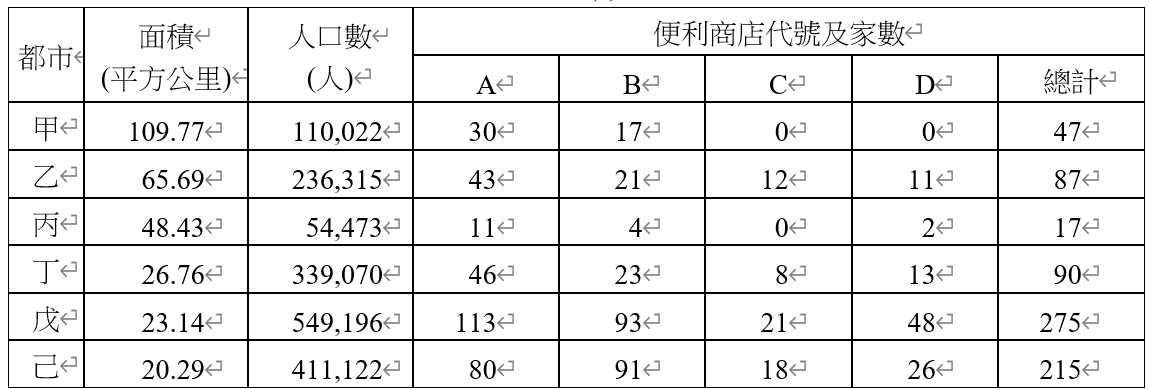 都市 面積 (平方公里) 人口數 (人) 便利商店代號及家數
A B C D 總計
甲 109.77 110,022 30 17 0 0 47
乙 65.69 236,315 43 21 12 11 87
丙 48.43 54,473 11 4 0 2 17
丁 26.76 339,070 46 23 8 13 90
戊 23.14 549,196 113 93 21 48 275
己 20.29 411,122 80 91 18 26 215